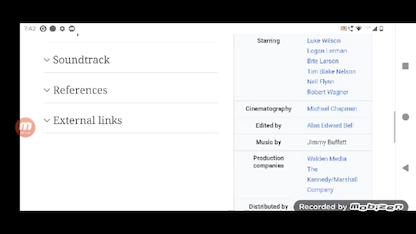 7:42
Soundtrack
References
External links
Starring
Luke Wilson
Logan Lerman
Brie Larson
Tim Blake Nelson
Neil Flynn
Robert Wagner
Cinematography Michael Chapman
Edited by Alan Edward Bell
Music by Jimmy Buffett
Production
companies
Walden Media
The
Kennedy/Marshall
Company
Distributed by
Recorded by Mobizen